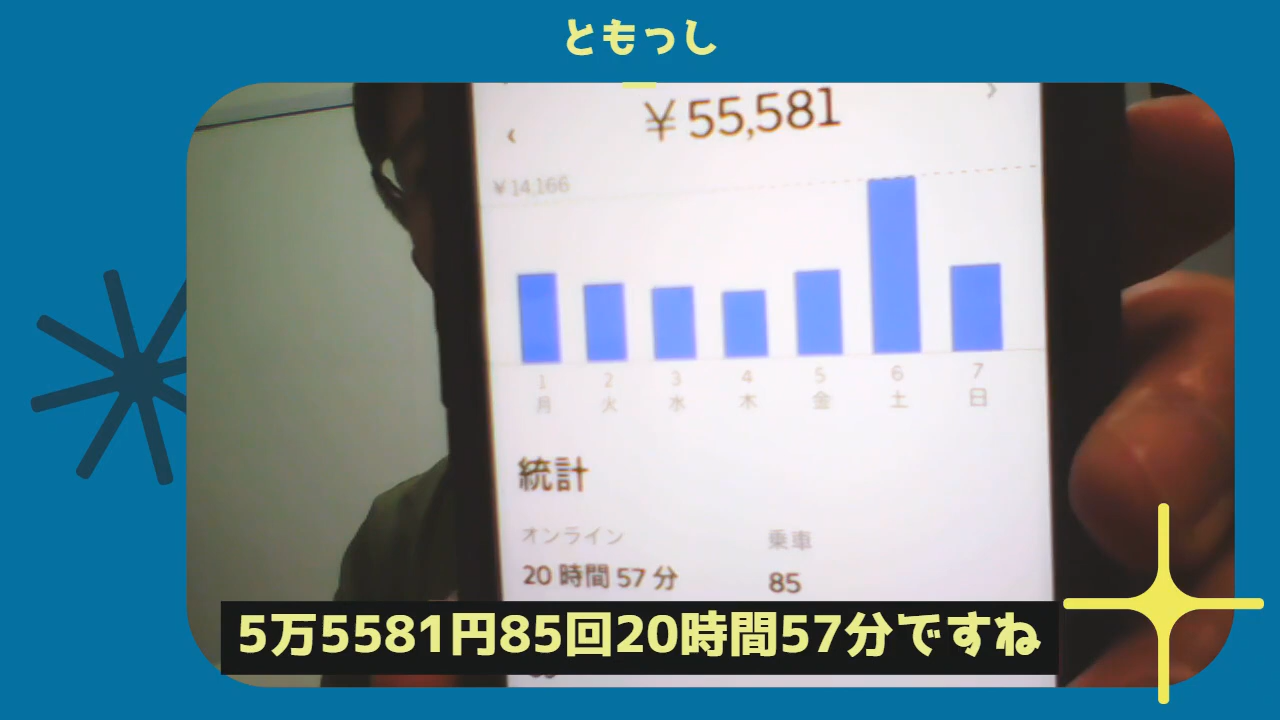 ともっし
￥55,581
￥14,166
1 2 3 4 5 6 7
月 火 水 木 金 土 日
統計
オンライン 乗車
20 時間 57 分 85
5万5581円85回20時間57分ですね